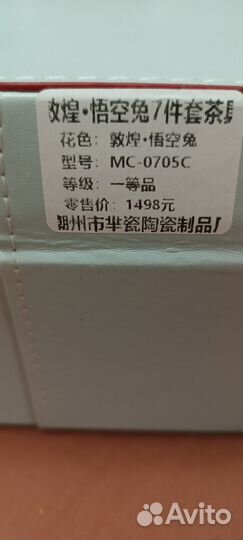 敦煌·悟空兔7件套茶具
花色：敦煌·悟空兔
型号：MC-0705C
等级：一等品
零售价：1498元
潮州市华瓷陶瓷制品厂
Avito